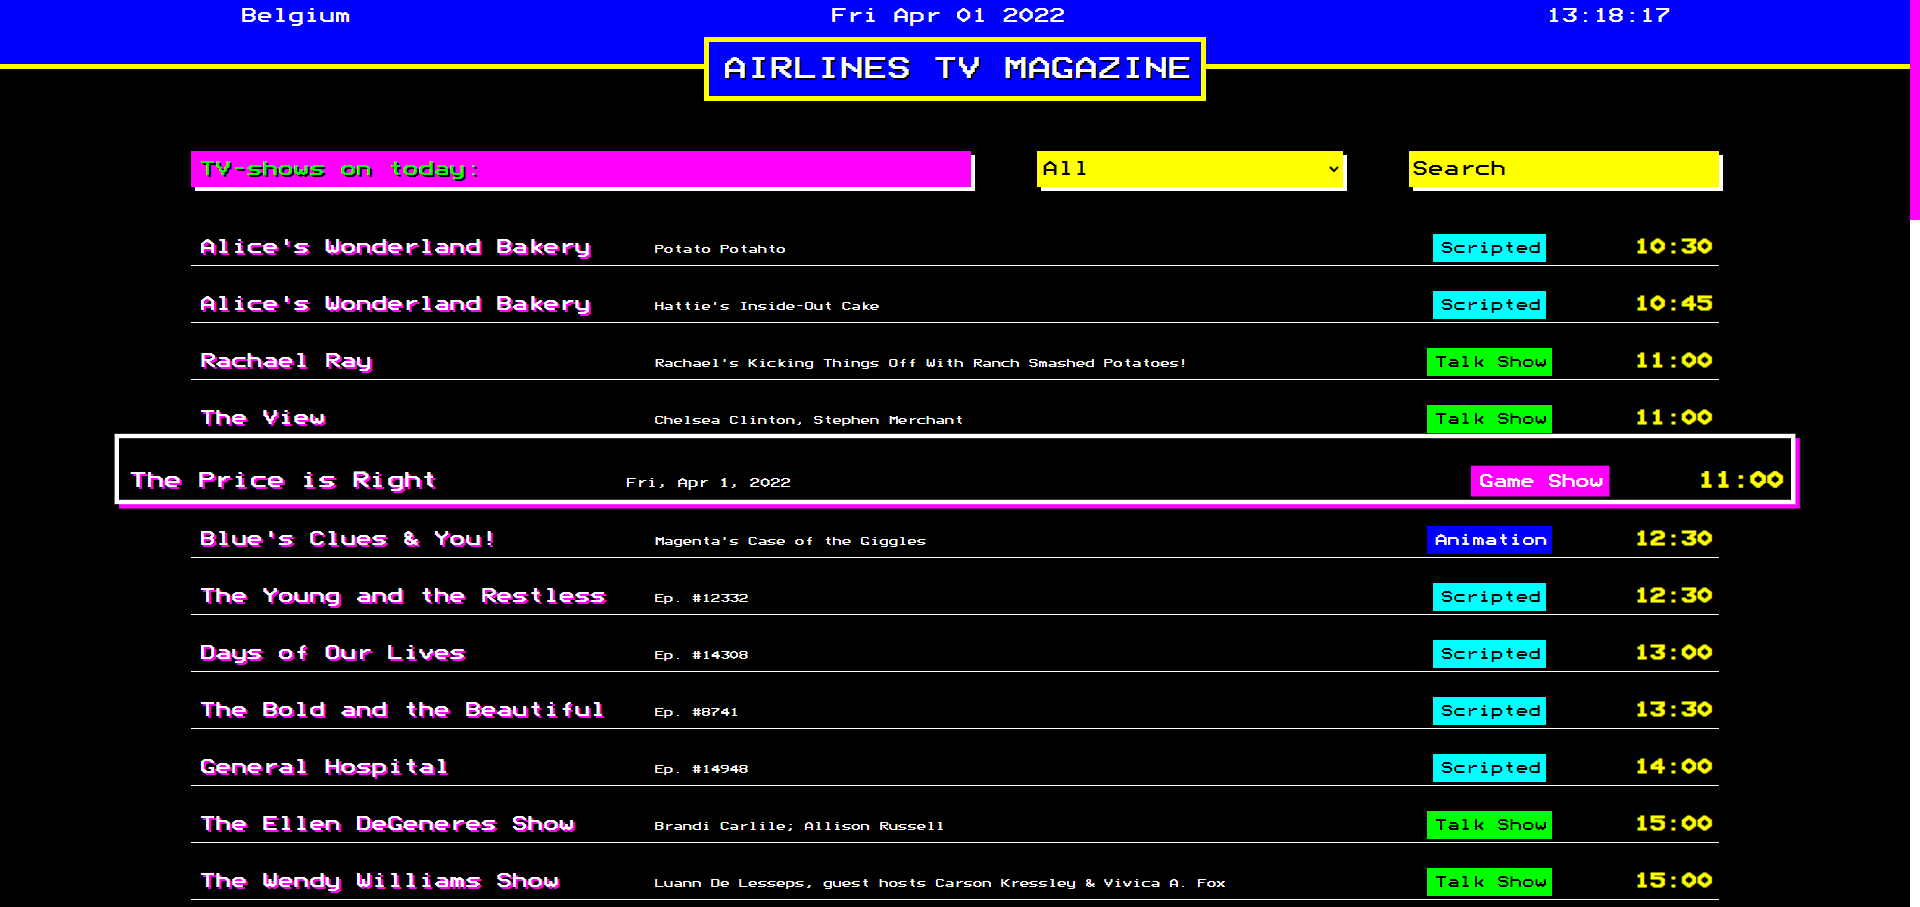 Belgium Fri Apr 01 2022 13:18:17
AIRLINES TV MAGAZINE
TV-shows on today: All Search
Alice's Wonderland Bakery Potato Potahto Scripted 10:30
Alice's Wonderland Bakery Hattie's Inside-Out Cake Scripted 10:45
Rachael Ray Rachael's Kicking Things Off With Ranch Smashed Potatoes! Talk Show 11:00
The View Chelsea Clinton, Stephen Merchant Talk Show 11:00
The Price is Right Fri, Apr 1, 2022 Game Show 11:00
Blue's Clues & You! Magenta's Case of the Giggles Animation 12:30
The Young and the Restless Ep. #12332 Scripted 12:30
Days of Our Lives Ep. #14308 Scripted 13:00
The Bold and the Beautiful Ep. #8741 Scripted 13:30
General Hospital Ep. #14948 Scripted 14:00
The Ellen DeGeneres Show Brandi Carlile; Allison Russell Talk Show 15:00
The Wendy Williams Show Luann De Lesseps, guest hosts Carson Kressley & Vivica A. Fox Talk Show 15:00